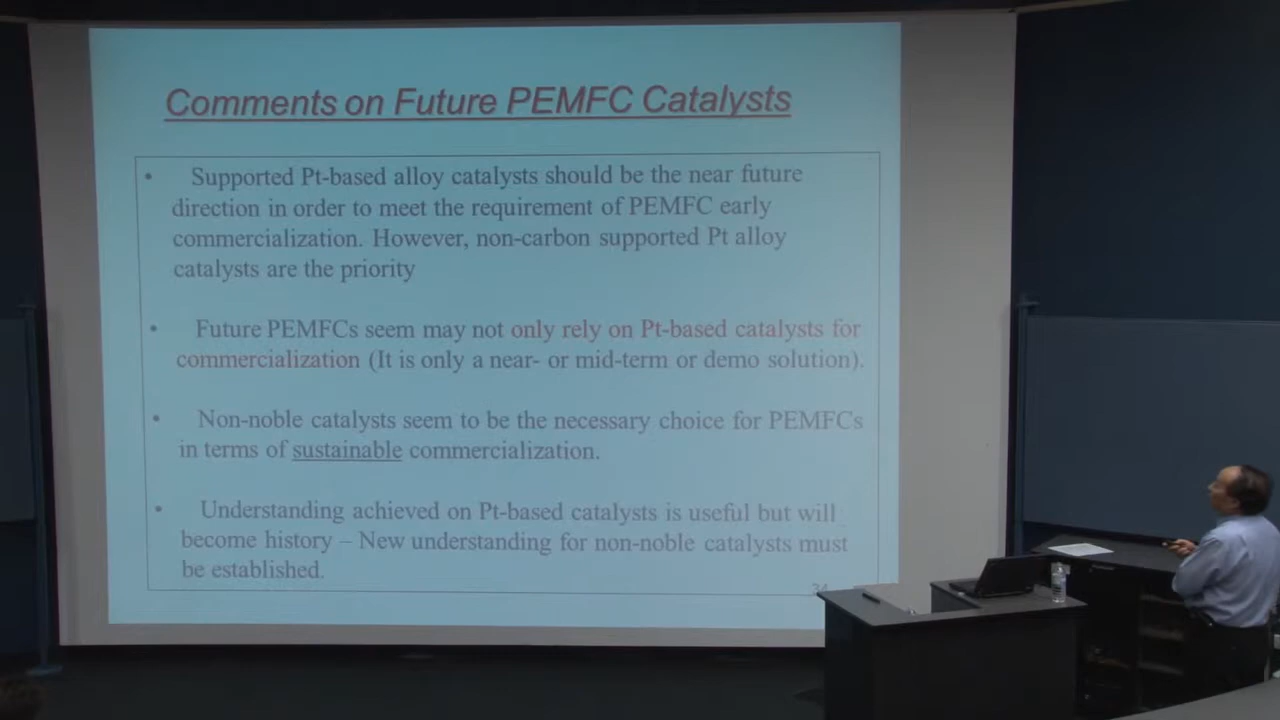 Comments on Future PEMFC Catalysts
• Supported Pt-based alloy catalysts should be the near future
direction in order to meet the requirement of PEMFC early
commercialization. However, non-carbon supported Pt alloy
catalysts are the priority
• Future PEMFCs seem may not only rely on Pt-based catalysts for
commercialization (It is only a near- or mid-term or demo solution).
• Non-noble catalysts seem to be the necessary choice for PEMFCs
in terms of sustainable commercialization.
• Understanding achieved on Pt-based catalysts is useful but will
become history – New understanding for non-noble catalysts must
be established.